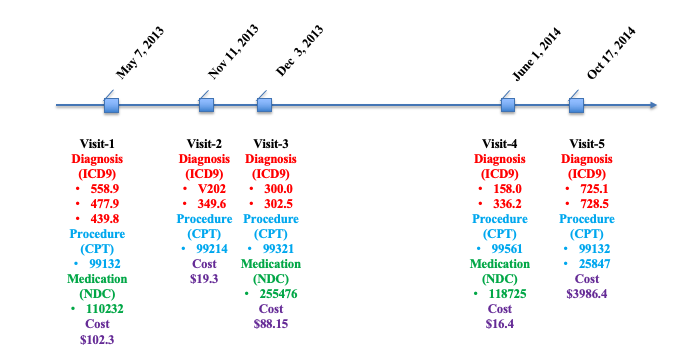 May 7, 2013
Nov 11, 2013
Dec 3, 2013
June 1, 2014
Oct 17, 2014
Visit-1
Diagnosis
(ICD9)
• 558.9
• 477.9
• 439.8
Procedure
(CPT)
• 99132
Medication
(NDC)
• 110232
Cost
$102.3
Visit-2
Diagnosis
(ICD9)
• V202
• 349.6
Procedure
(CPT)
• 99214
Cost
$19.3
Visit-3
Diagnosis
(ICD9)
• 300.0
• 302.5
Procedure
(CPT)
• 99321
Medication
(NDC)
• 255476
Cost
$88.15
Visit-4
Diagnosis
(ICD9)
• 158.0
• 336.2
Procedure
(CPT)
• 99561
Medication
(NDC)
• 118725
Cost
$16.4
Visit-5
Diagnosis
(ICD9)
• 725.1
• 728.5
Procedure
(CPT)
• 99132
• 25847
Cost
$3986.4